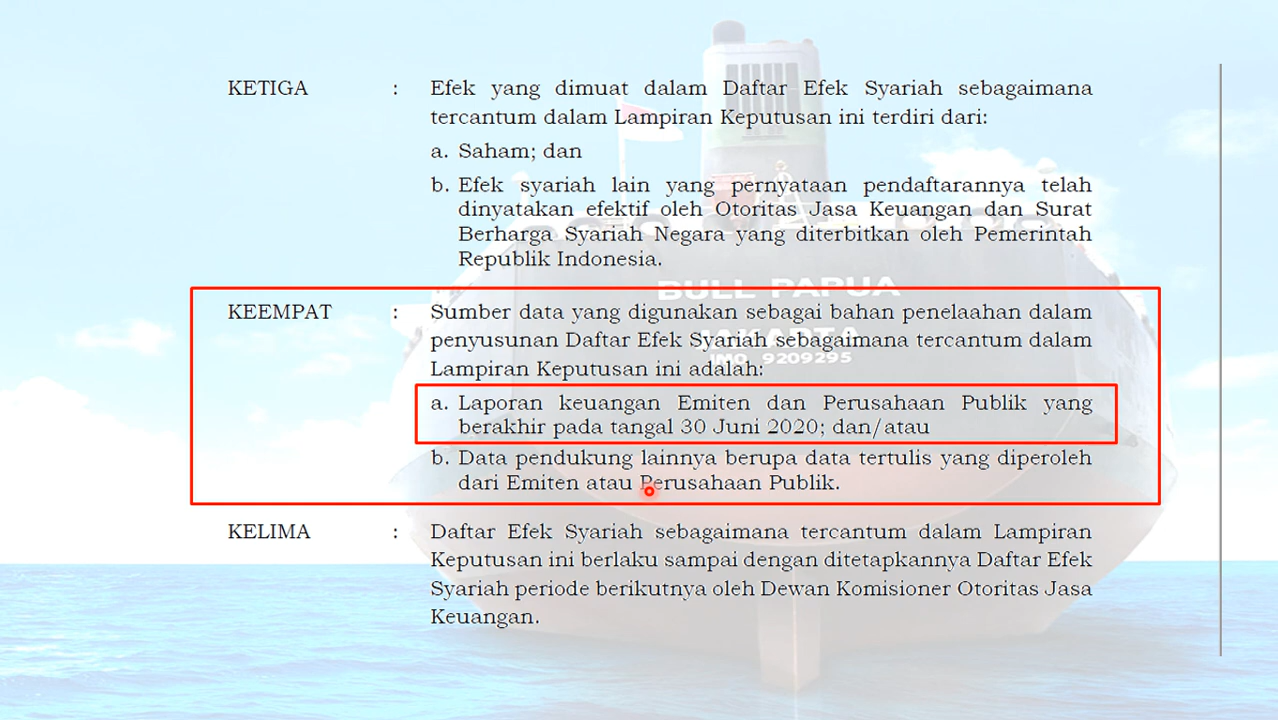 KETIGA : Efek yang dimuat dalam Daftar Efek Syariah sebagaimana
tercantum dalam Lampiran Keputusan ini terdiri dari:
a. Saham; dan
b. Efek syariah lain yang pernyataan pendaftarannya telah
dinyatakan efektif oleh Otoritas Jasa Keuangan dan Surat
Berharga Syariah Negara yang diterbitkan oleh Pemerintah
Republik Indonesia.
BULL PAPUA
KEEMPAT : Sumber data yang digunakan sebagai bahan penelaahan dalam
JAKARTA
penyusunan Daftar Efek Syariah sebagaimana tercantum dalam
IMO 9209295
Lampiran Keputusan ini adalah:
a. Laporan keuangan Emiten dan Perusahaan Publik yang
berakhir pada tangal 30 Juni 2020; dan/atau
b. Data pendukung lainnya berupa data tertulis yang diperoleh
dari Emiten atau Perusahaan Publik.
KELIMA : Daftar Efek Syariah sebagaimana tercantum dalam Lampiran
Keputusan ini berlaku sampai dengan ditetapkannya Daftar Efek
Syariah periode berikutnya oleh Dewan Komisioner Otoritas Jasa
Keuangan.